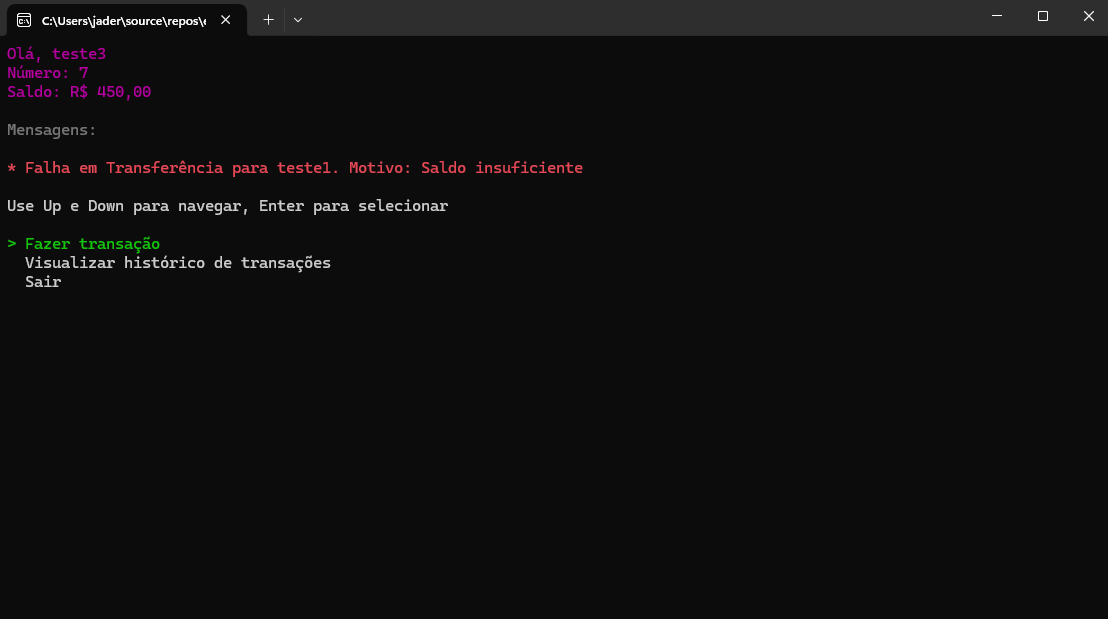 C:\Users\jader\source\repos\
Olá, teste3
Número: 7
Saldo: R$ 450,00
Mensagens:
* Falha em Transferência para teste1. Motivo: Saldo insuficiente
Use Up e Down para navegar, Enter para selecionar
> Fazer transação
Visualizar histórico de transações
Sair